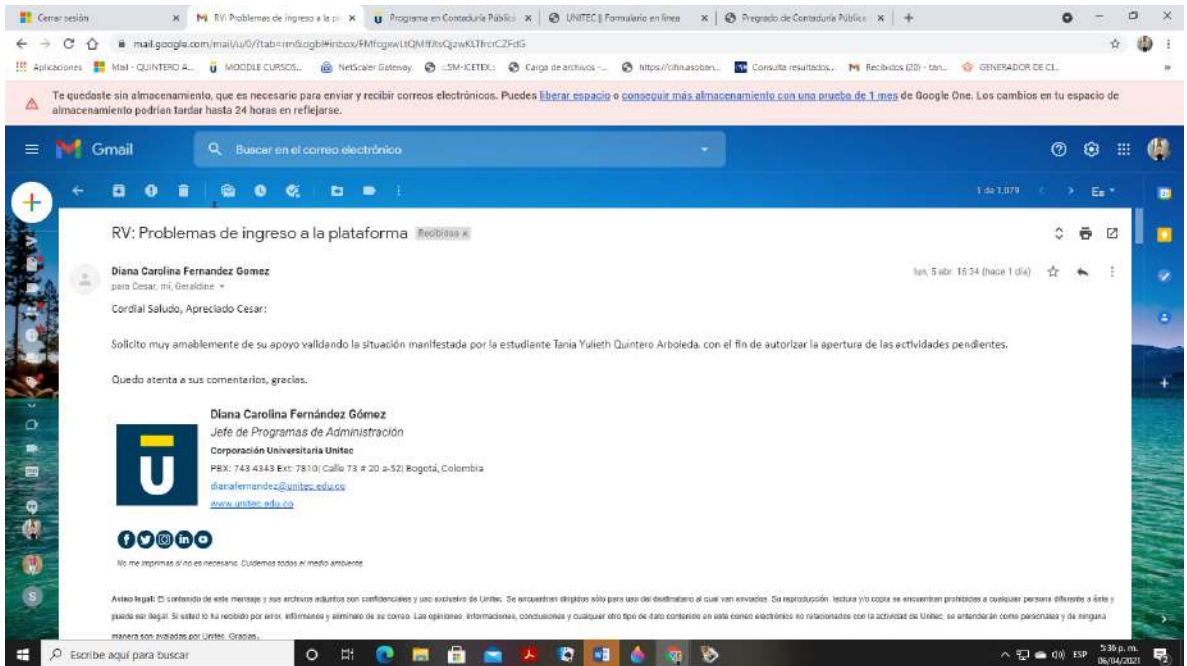 Cerrar sesión
RV: Problemas de ingreso a la pl
Programa en Contaduría Públic
UNITEC || Formulario en línea
Pregrado de Contaduría Pública
Aplicaciones
Mail - QUINTERO A...
MOODLE CURSOS...
NetScaler Gateway
Carga de archivos -...
Consulta resultados...
Recibidos (20) - tan...
GENERADOR DE CI...
Te quedaste sin almacenamiento, que es necesario para enviar y recibir correos electrónicos. Puedes liberar espacio o conseguir más almacenamiento con una prueba de 1 mes de Google One. Los cambios en tu espacio de
almacenamiento podrían tardar hasta 24 horas en reflejarse.
Gmail
Buscar en el correo electrónico
1 de 1,079
Es
RV: Problemas de ingreso a la plataforma Recibidos x
Diana Carolina Fernandez Gomez
lun, 5 abr. 16:34 (hace 1 día)
para Cesar, mí, Geraldine
Cordial Saludo, Apreciado Cesar:
Solicito muy amablemente de su apoyo validando la situación manifestada por la estudiante Tania Yulieth Quintero Arboleda. con el fin de autorizar la apertura de las actividades pendientes.
Quedo atenta a sus comentarios, gracias.
Diana Carolina Fernández Gómez
Jefe de Programas de Administración
Corporación Universitaria Unitec
PBX: 743 4343 Ext: 7810| Calle 73 # 20 a-52| Bogotá, Colombia
dianafernandez@unitec.edu.co
www.unitec.edu.co
No me imprimas si no es necesario. Cuidemos todos el medio ambiente
Aviso legal: El contenido de este mensaje y sus archivos adjuntos son confidenciales y uso exclusivo de Unitec. Se encuentran dirigidos sólo para uso del destinatario al cual van enviados. Su reproducción, lectura y/o copia se encuentran prohibidas a cualquier persona diferente a éste y
puede ser ilegal. Si usted lo ha recibido por error, infórmenos y elimínelo de su correo. Las opiniones, informaciones, conclusiones y cualquier otro tipo de dato contenido en este correo electrónico no relacionados con la actividad de Unitec, se entenderán como personales y de ninguna
manera son avaladas por Unitec. Gracias.
Escribe aquí para buscar
ESP
5:36 p. m.
06/04/2021